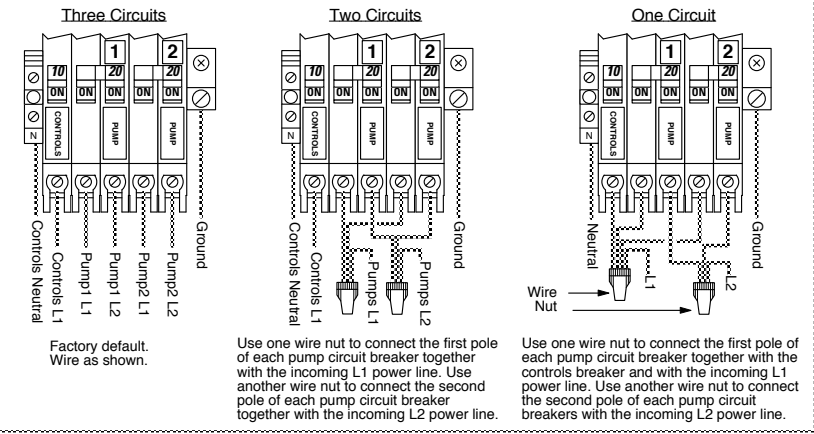 Three Circuits
1
2
10
20
20
ON
ON
ON
ON
ON
CONTROLS
PUMP
PUMP
N
Controls Neutral
Controls L1
Pump1 L1
Pump1 L2
Pump2 L1
Pump2 L2
Ground
Factory default.
Wire as shown.
Two Circuits
1
2
10
20
20
ON
ON
ON
ON
ON
CONTROLS
PUMP
PUMP
N
Controls Neutral
Controls L1
Pumps L1
Pumps L2
Ground
Use one wire nut to connect the first pole
of each pump circuit breaker together
with the incoming L1 power line. Use
another wire nut to connect the second
pole of each pump circuit breaker
together with the incoming L2 power line.
One Circuit
1
2
10
20
20
ON
ON
ON
ON
ON
CONTROLS
PUMP
PUMP
N
Neutral
L1
L2
Ground
Wire
Nut
Use one wire nut to connect the first pole of
each pump circuit breaker together with the
controls breaker and with the incoming L1
power line. Use another wire nut to connect
the second pole of each pump circuit
breakers with the incoming L2 power line.